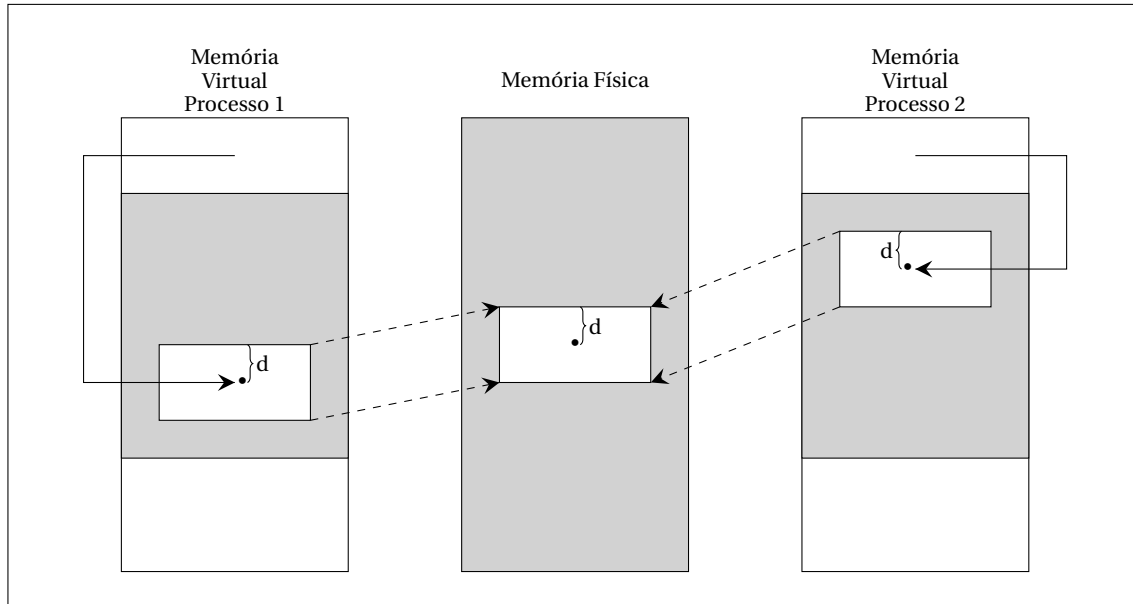 Memória
Virtual
Processo 1
Memória Física
Memória
Virtual
Processo 2
d
d
d